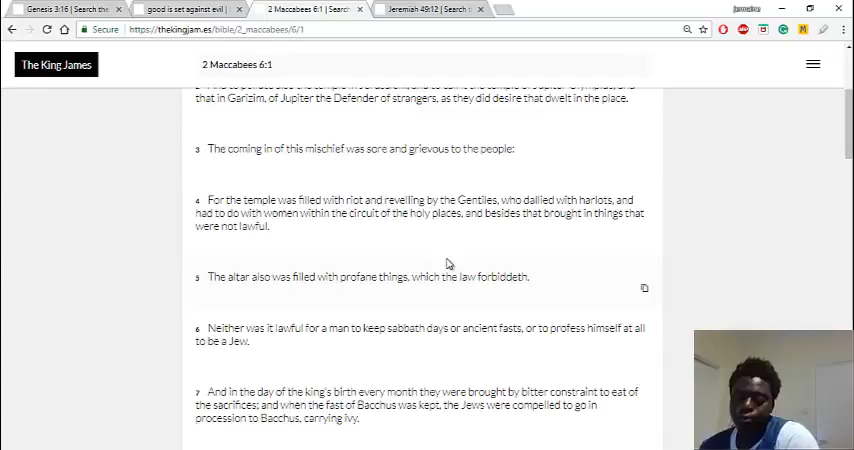 Genesis 3:16 | Search the
good is set against evil |
2 Maccabees 6:1 | Search
Jeremiah 49:12 | Search t
jermaine
Secure
https://thekingjam.es/bible/2_maccabees/6/1
The King James
2 Maccabees 6:1
that in Garizim, of Jupiter the Defender of strangers, as they did desire that dwelt in the place.
3 The coming in of this mischief was sore and grievous to the people:
4 For the temple was filled with riot and revelling by the Gentiles, who dallied with harlots, and
had to do with women within the circuit of the holy places, and besides that brought in things that
were not lawful.
5 The altar also was filled with profane things, which the law forbiddeth.
6 Neither was it lawful for a man to keep sabbath days or ancient fasts, or to profess himself at all
to be a Jew.
7 And in the day of the king's birth every month they were brought by bitter constraint to eat of
the sacrifices; and when the fast of Bacchus was kept, the Jews were compelled to go in
procession to Bacchus, carrying ivy.